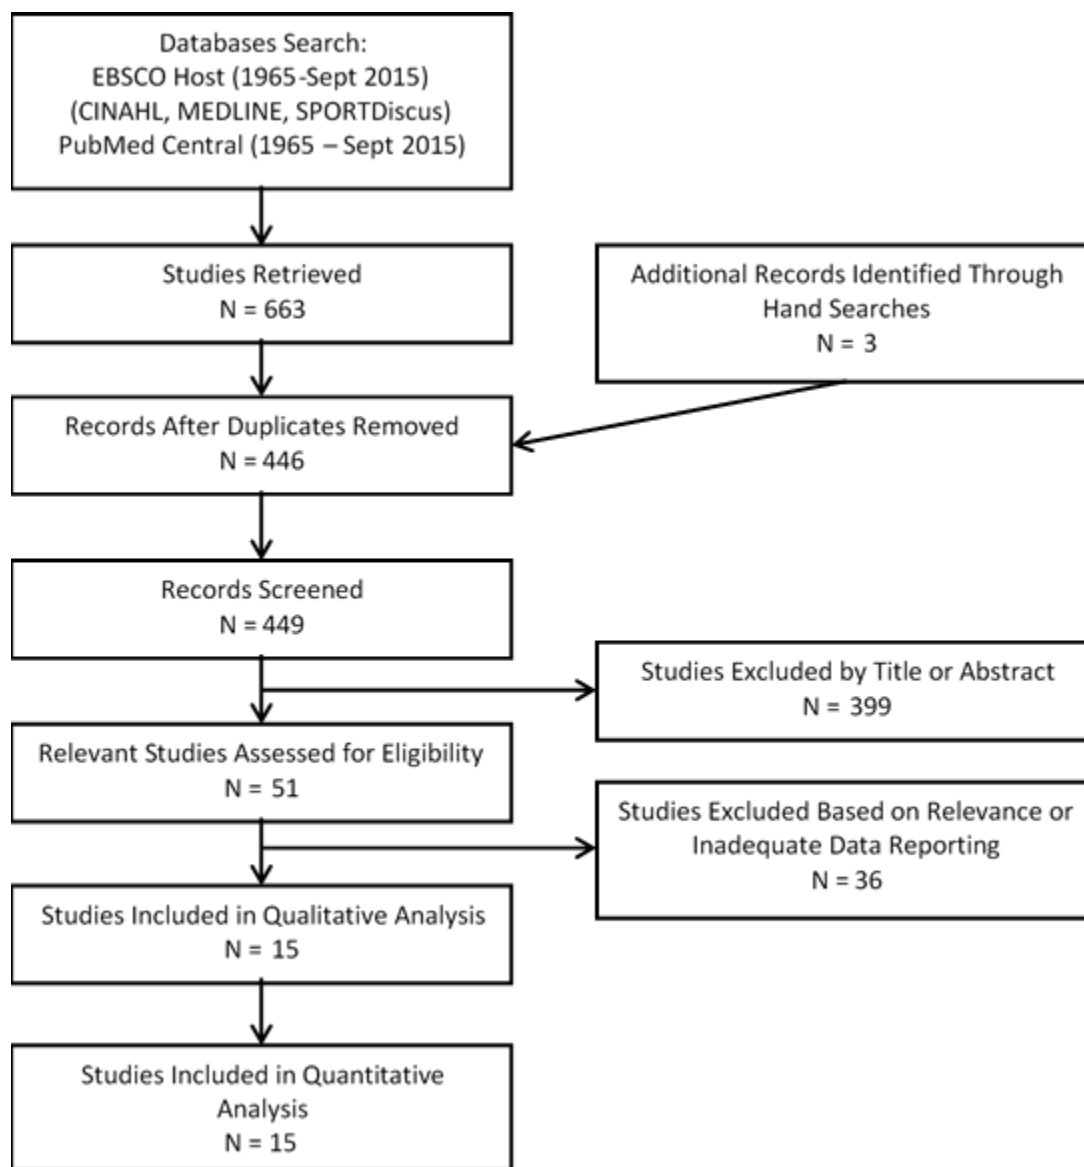 Databases Search:
EBSCO Host (1965-Sept 2015)
(CINAHL, MEDLINE, SPORTDiscus)
PubMed Central (1965 – Sept 2015)
Studies Retrieved
N = 663
Additional Records Identified Through
Hand Searches
N = 3
Records After Duplicates Removed
N = 446
Records Screened
N = 449
Studies Excluded by Title or Abstract
N = 399
Relevant Studies Assessed for Eligibility
N = 51
Studies Excluded Based on Relevance or
Inadequate Data Reporting
N = 36
Studies Included in Qualitative Analysis
N = 15
Studies Included in Quantitative
Analysis
N = 15